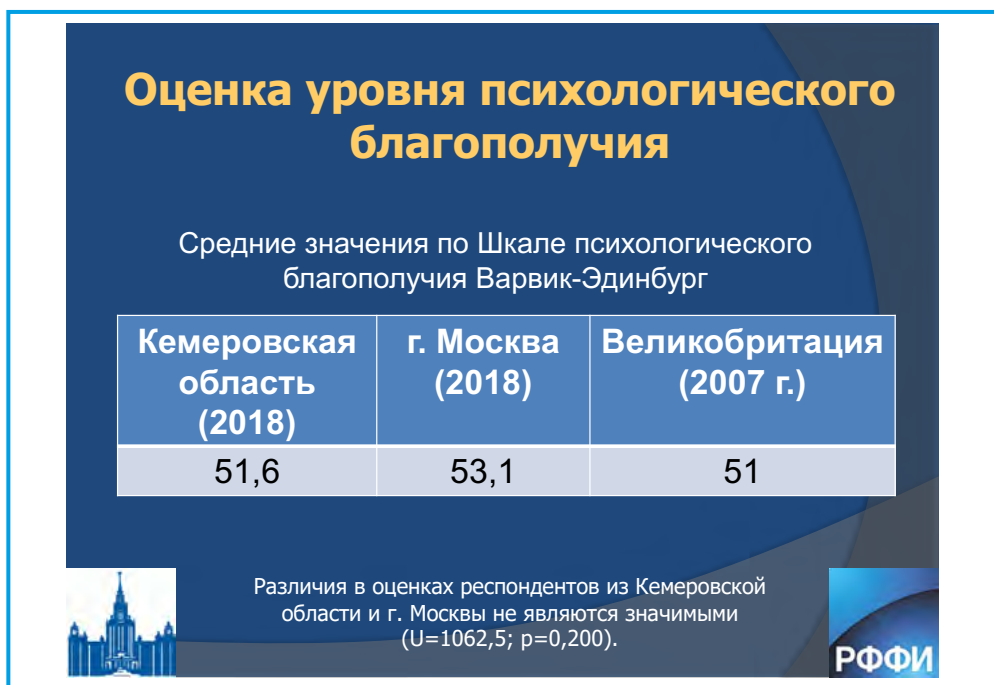 Оценка уровня психологического
благополучия
Средние значения по Шкале психологического
благополучия Варвик-Эдинбург
Кемеровская
область
(2018)
г. Москва
(2018)
Великобритация
(2007 г.)
51,6
53,1
51
Различия в оценках респондентов из Кемеровской
области и г. Москвы не являются значимыми
(U=1062,5; p=0,200).
РФФИ